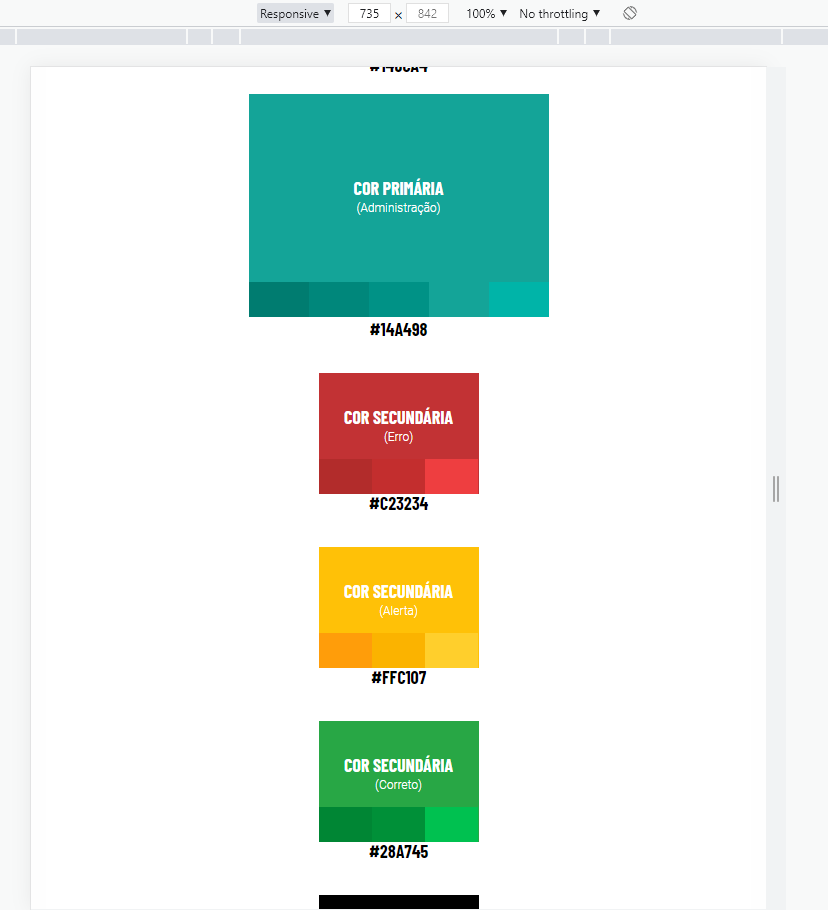 Responsive ▼ 735 × 842 100% ▼ No throttling ▼
COR PRIMÁRIA
(Administração)
#14A498
COR SECUNDÁRIA
(Erro)
#C23234
COR SECUNDÁRIA
(Alerta)
#FFC107
COR SECUNDÁRIA
(Correto)
#28A745